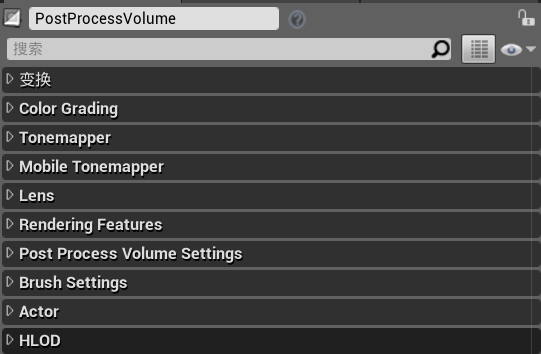 PostProcessVolume
搜索
变换
Color Grading
Tonemapper
Mobile Tonemapper
Lens
Rendering Features
Post Process Volume Settings
Brush Settings
Actor
HLOD